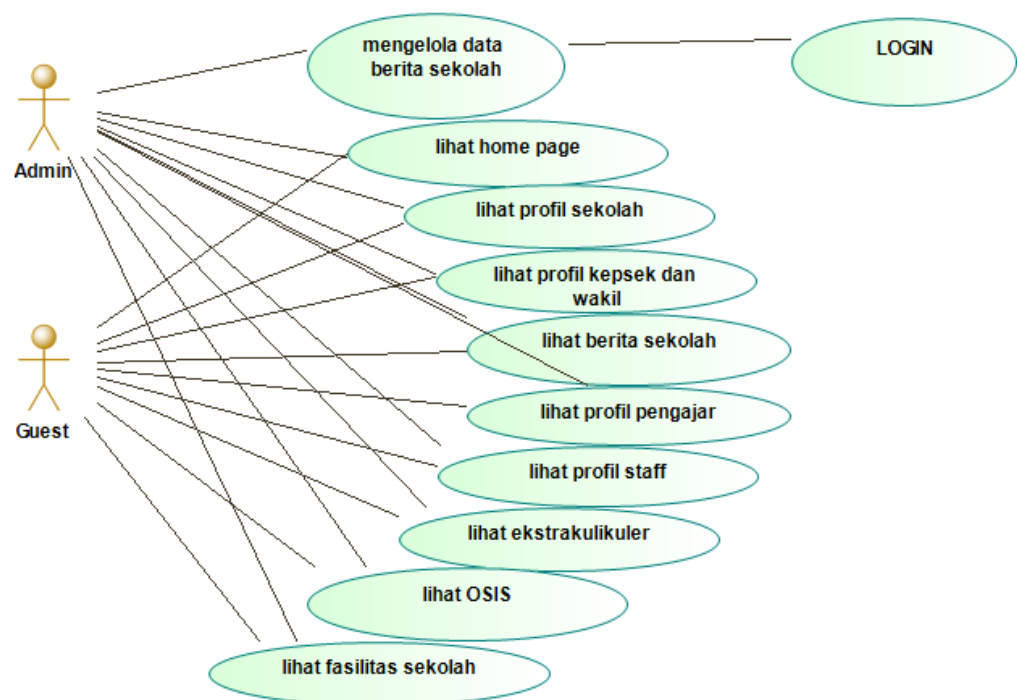 mengelola data
berita sekolah
LOGIN
Admin
lihat home page
lihat profil sekolah
lihat profil kepsek dan
wakil
lihat berita sekolah
Guest
lihat profil pengajar
lihat profil staff
lihat ekstrakulikuler
lihat OSIS
lihat fasilitas sekolah